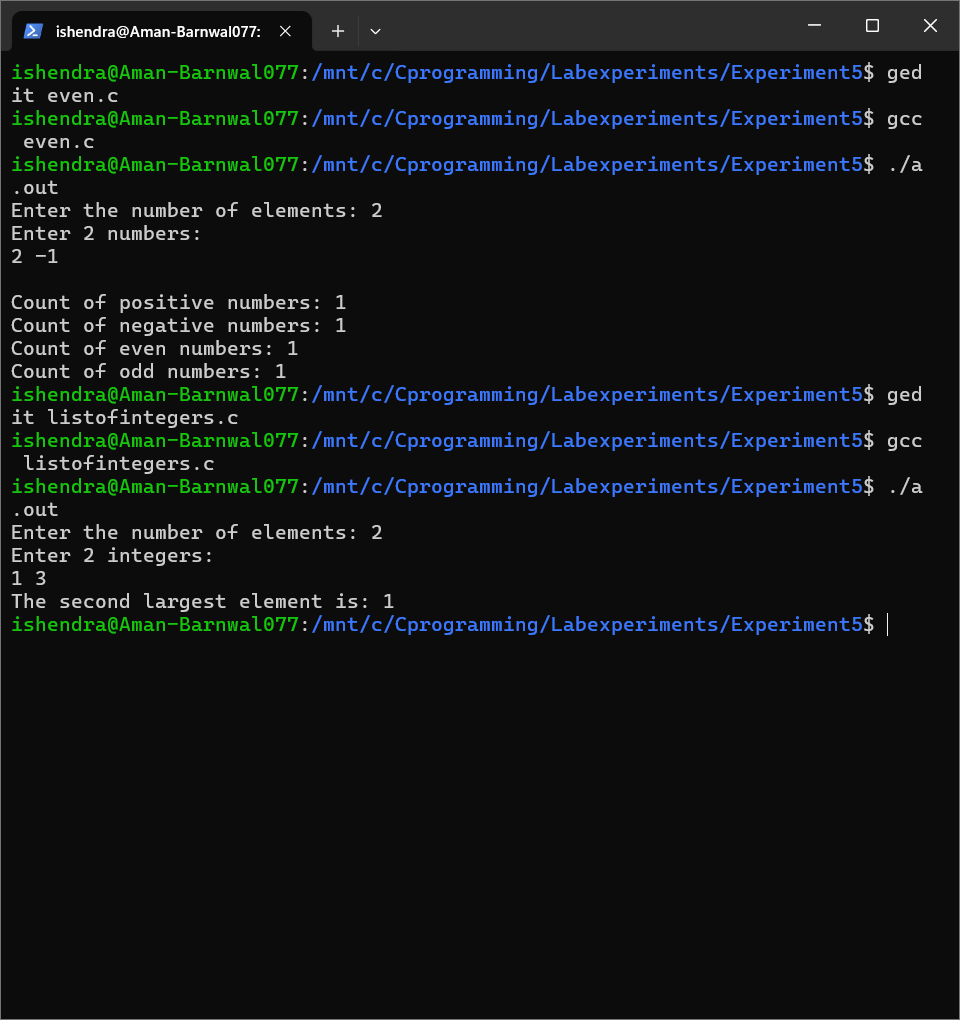 ishendra@Aman-Barnwal077:
ishendra@Aman-Barnwal077:/mnt/c/Cprogramming/Labexperiments/Experiment5$ ged
it even.c
ishendra@Aman-Barnwal077:/mnt/c/Cprogramming/Labexperiments/Experiment5$ gcc
 even.c
ishendra@Aman-Barnwal077:/mnt/c/Cprogramming/Labexperiments/Experiment5$ ./a
.out
Enter the number of elements: 2
Enter 2 numbers:
2 -1

Count of positive numbers: 1
Count of negative numbers: 1
Count of even numbers: 1
Count of odd numbers: 1
ishendra@Aman-Barnwal077:/mnt/c/Cprogramming/Labexperiments/Experiment5$ ged
it listofintegers.c
ishendra@Aman-Barnwal077:/mnt/c/Cprogramming/Labexperiments/Experiment5$ gcc
 listofintegers.c
ishendra@Aman-Barnwal077:/mnt/c/Cprogramming/Labexperiments/Experiment5$ ./a
.out
Enter the number of elements: 2
Enter 2 integers:
1 3
The second largest element is: 1
ishendra@Aman-Barnwal077:/mnt/c/Cprogramming/Labexperiments/Experiment5$